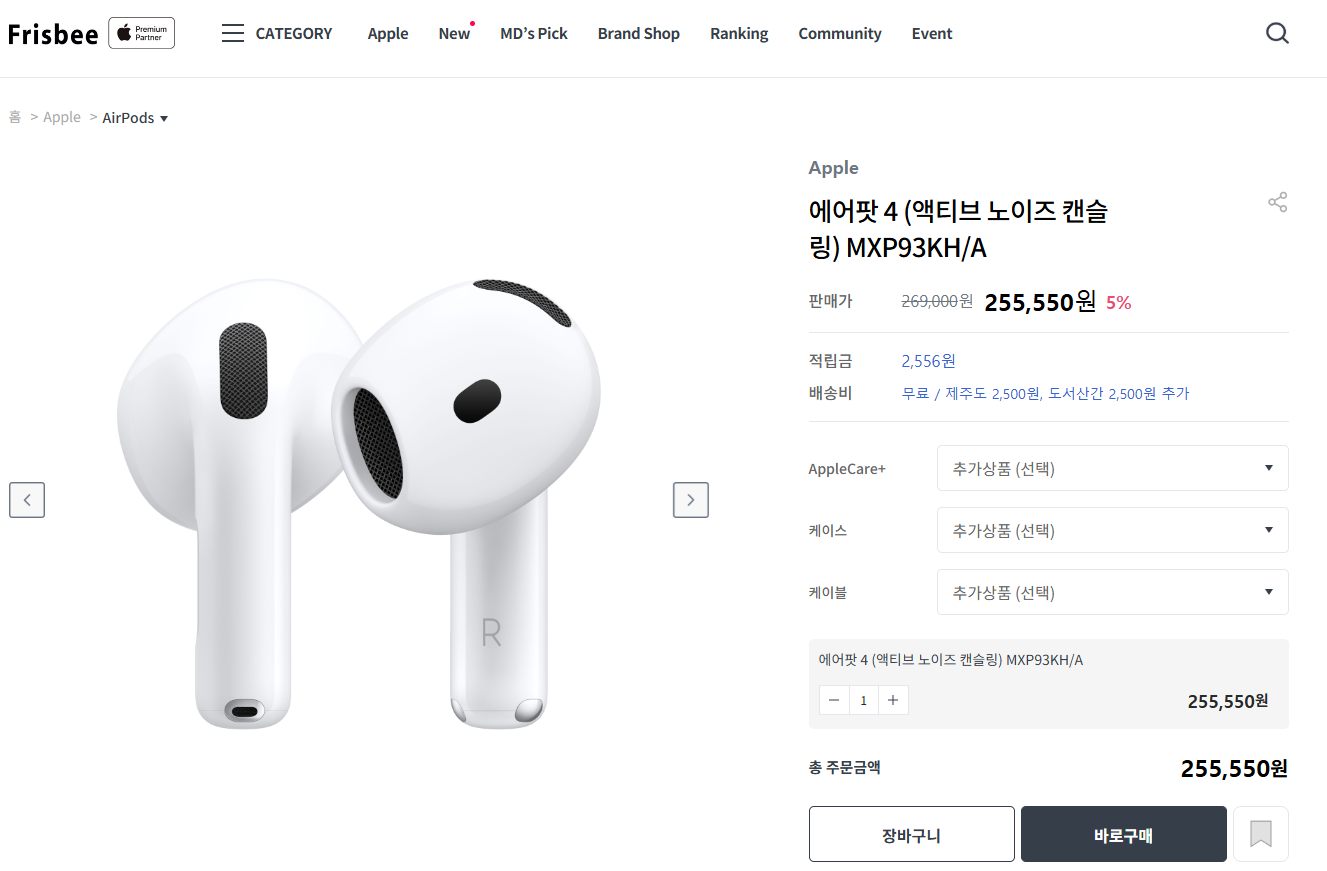 Frisbee Premium Partner CATEGORY Apple New MD’s Pick Brand Shop Ranking Community Event
홈 > Apple > AirPods
Apple
에어팟 4 (액티브 노이즈 캔슬
링) MXP93KH/A
판매가 269,000원 255,550원 5%
적립금 2,556원
배송비 무료 / 제주도 2,500원, 도서산간 2,500원 추가
AppleCare+ 추가상품 (선택)
케이스 추가상품 (선택)
케이블 추가상품 (선택)
R
에어팟 4 (액티브 노이즈 캔슬링) MXP93KH/A
1 255,550원
총 주문금액 255,550원
장바구니 바로구매